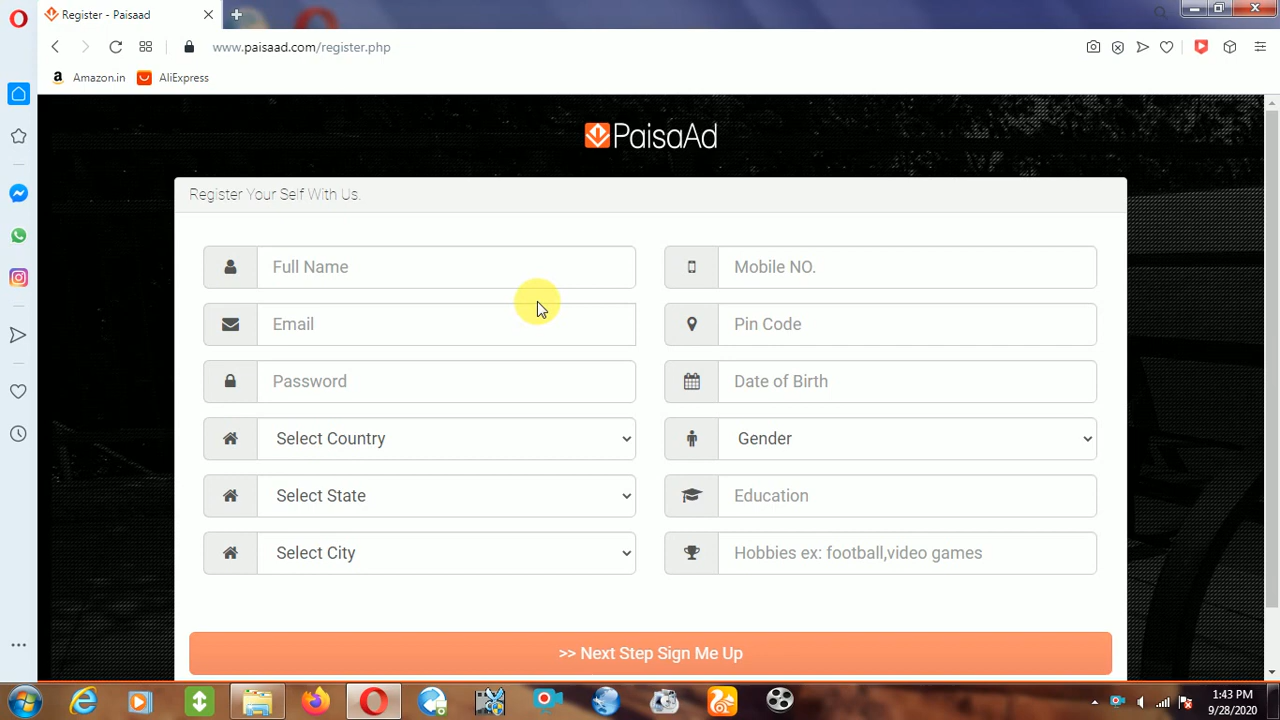 Register - Paisaad
www.paisaad.com/register.php
Amazon.in
AliExpress
PaisaAd
Register Your Self With Us.
Full Name
Mobile NO.
Email
Pin Code
Password
Date of Birth
Select Country
Gender
Select State
Education
Select City
Hobbies ex: football,video games
>> Next Step Sign Me Up
1:43 PM
9/28/2020